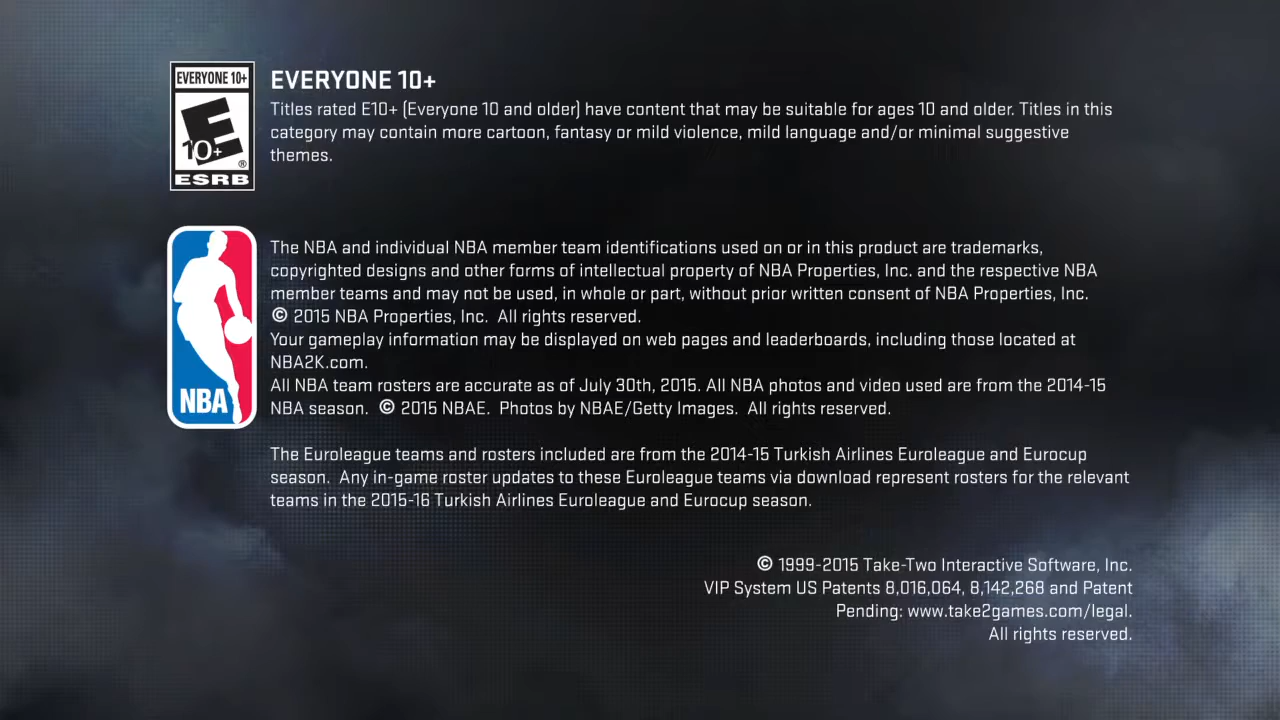 EVERYONE 10+
EVERYONE 10+
Titles rated E10+ (Everyone 10 and older) have content that may be suitable for ages 10 and older. Titles in this
category may contain more cartoon, fantasy or mild violence, mild language and/or minimal suggestive
themes.
E
10+
®
ESRB
The NBA and individual NBA member team identifications used on or in this product are trademarks,
copyrighted designs and other forms of intellectual property of NBA Properties, Inc. and the respective NBA
member teams and may not be used, in whole or part, without prior written consent of NBA Properties, Inc.
© 2015 NBA Properties, Inc. All rights reserved.
Your gameplay information may be displayed on web pages and leaderboards, including those located at
NBA2K.com.
All NBA team rosters are accurate as of July 30th, 2015. All NBA photos and video used are from the 2014-15
NBA season. © 2015 NBAE. Photos by NBAE/Getty Images. All rights reserved.
NBA
The Euroleague teams and rosters included are from the 2014-15 Turkish Airlines Euroleague and Eurocup
season. Any in-game roster updates to these Euroleague teams via download represent rosters for the relevant
teams in the 2015-16 Turkish Airlines Euroleague and Eurocup season.
© 1999-2015 Take-Two Interactive Software, Inc.
VIP System US Patents 8,016,064, 8,142,268 and Patent
Pending: www.take2games.com/legal.
All rights reserved.